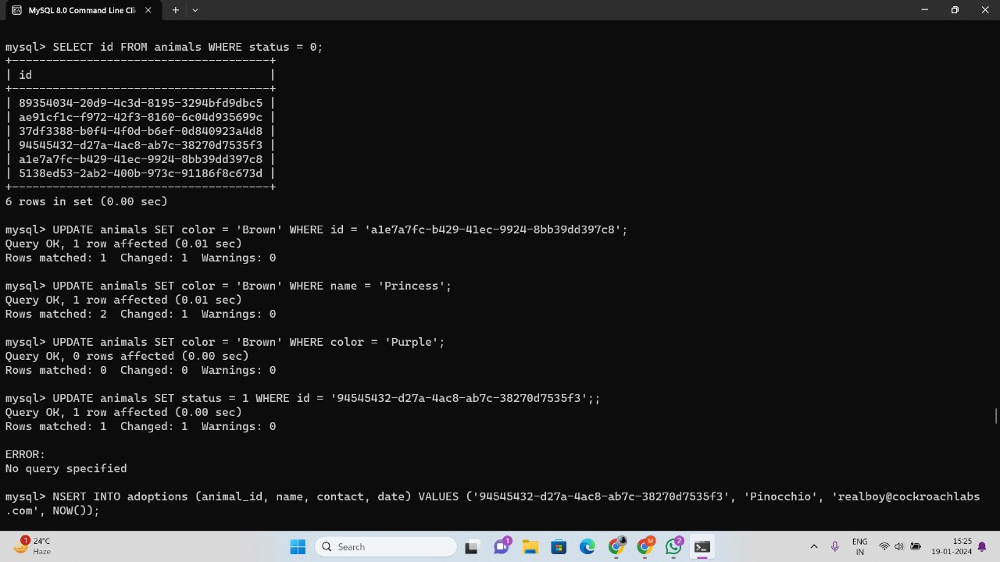 MySQL 8.0 Command Line Cli
mysql> SELECT id FROM animals WHERE status = 0;
+--------------------------------------+
| id                                   |
+--------------------------------------+
| 89354034-20d9-4c3d-8195-3294bfd9dbc5 |
| ae91cf1c-f972-42f3-8160-6c04d935699c |
| 37df3388-b0f4-4f0d-b6ef-0d840923a4d8 |
| 94545432-d27a-4ac8-ab7c-38270d7535f3 |
| a1e7a7fc-b429-41ec-9924-8bb39dd397c8 |
| 5138ed53-2ab2-400b-973c-91186f8c673d |
+--------------------------------------+
6 rows in set (0.00 sec)
mysql> UPDATE animals SET color = 'Brown' WHERE id = 'a1e7a7fc-b429-41ec-9924-8bb39dd397c8';
Query OK, 1 row affected (0.01 sec)
Rows matched: 1  Changed: 1  Warnings: 0
mysql> UPDATE animals SET color = 'Brown' WHERE name = 'Princess';
Query OK, 1 row affected (0.01 sec)
Rows matched: 2  Changed: 1  Warnings: 0
mysql> UPDATE animals SET color = 'Brown' WHERE color = 'Purple';
Query OK, 0 rows affected (0.00 sec)
Rows matched: 0  Changed: 0  Warnings: 0
mysql> UPDATE animals SET status = 1 WHERE id = '94545432-d27a-4ac8-ab7c-38270d7535f3';;
Query OK, 1 row affected (0.00 sec)
Rows matched: 1  Changed: 1  Warnings: 0
ERROR:
No query specified
mysql> NSERT INTO adoptions (animal_id, name, contact, date) VALUES ('94545432-d27a-4ac8-ab7c-38270d7535f3', 'Pinocchio', 'realboy@cockroachlabs
.com', NOW());
1
24°C
Haze
Search
1
M
2
ENG
IN
15:25
19-01-2024